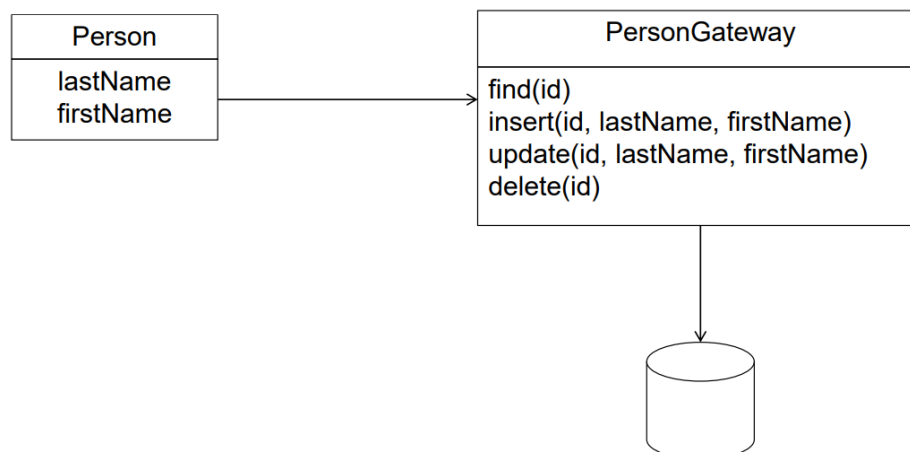 Person
lastName
firstName
PersonGateway
find(id)
insert(id, lastName, firstName)
update(id, lastName, firstName)
delete(id)